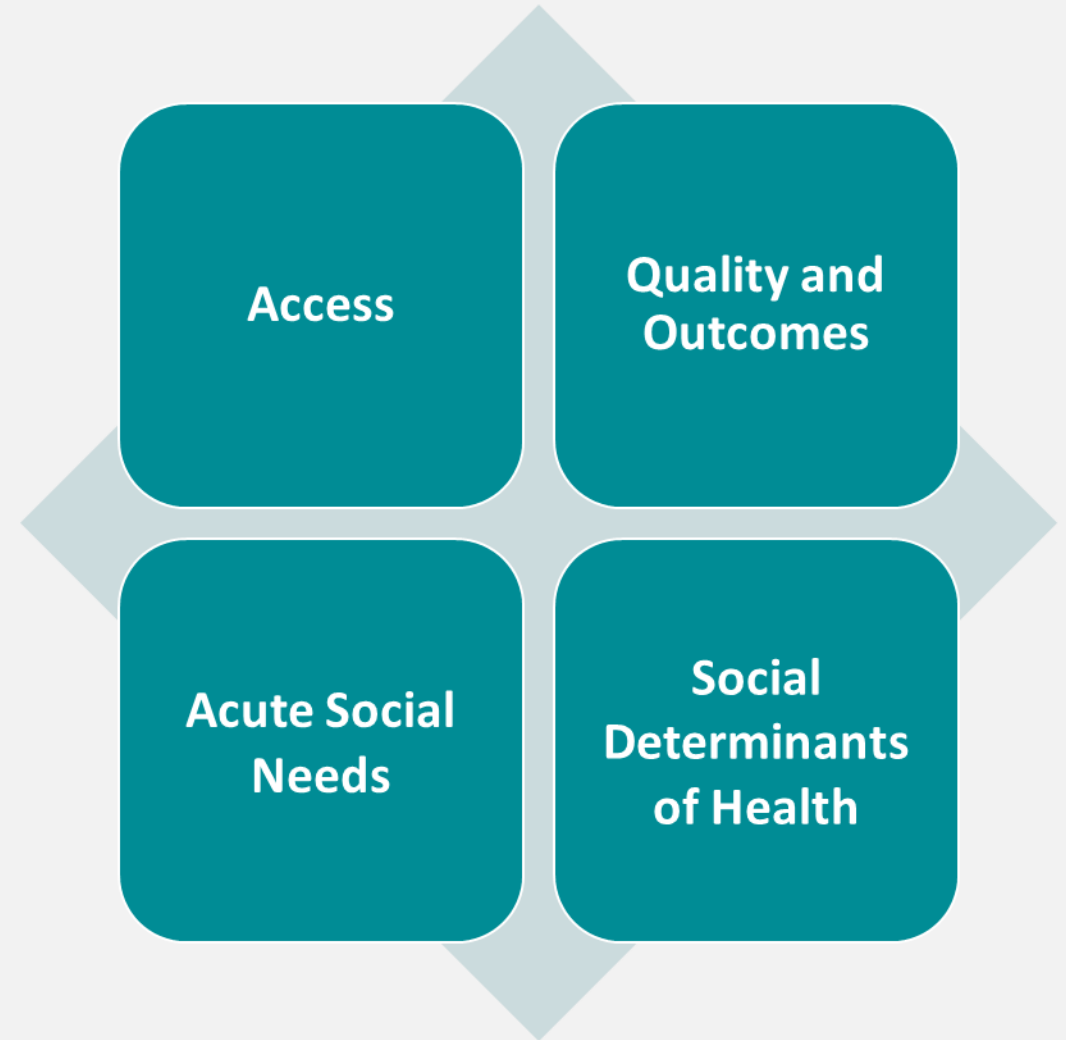 Access
Quality and
Outcomes
Acute Social
Needs
Social
Determinants
of Health